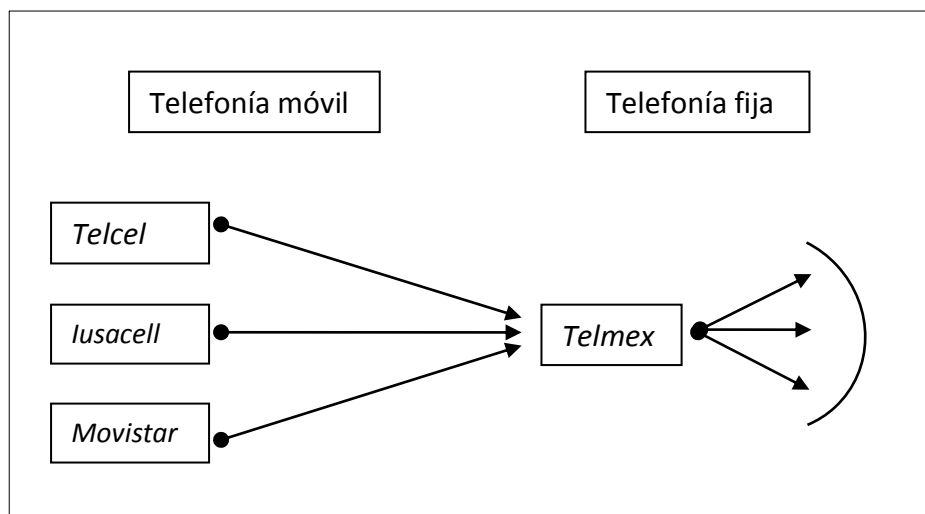 Telefonía móvil
Telefonía fija
Telcel
Iusacell
Telmex
Movistar